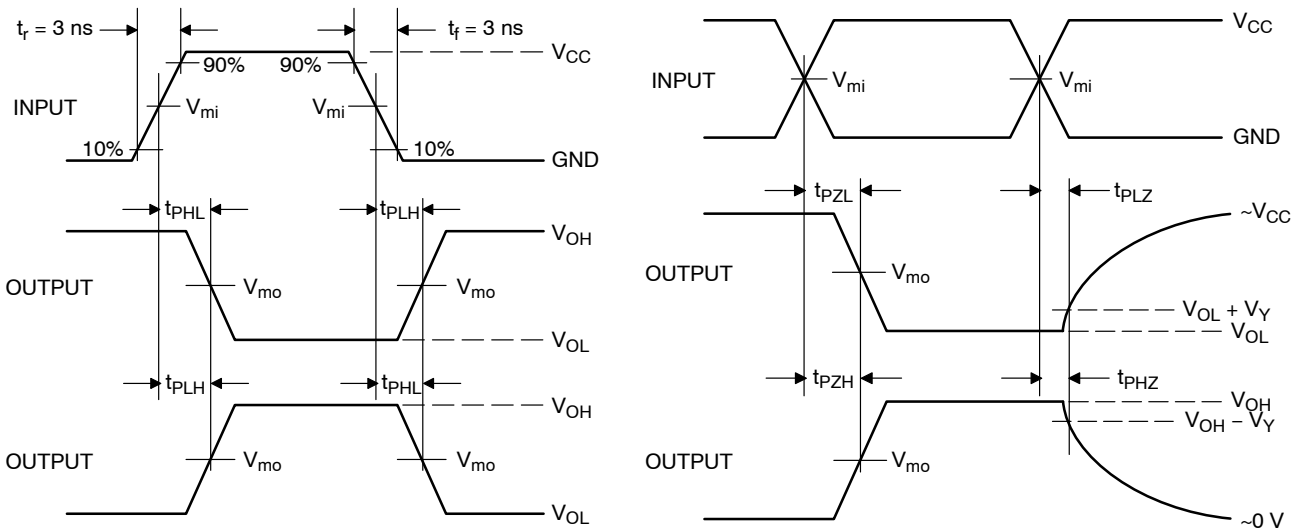 t_r = 3 ns
t_f = 3 ns
V_CC
90%
90%
INPUT
V_mi
V_mi
10%
10%
GND
t_PHL
t_PLH
V_OH
OUTPUT
V_mo
V_mo
V_OL
t_PLH
t_PHL
V_OH
OUTPUT
V_mo
V_mo
V_OL
V_CC
INPUT
V_mi
V_mi
GND
t_PZL
t_PLZ
~V_CC
OUTPUT
V_mo
V_OL + V_Y
V_OL
t_PZH
t_PHZ
V_OH
V_OH – V_Y
OUTPUT
V_mo
~0 V